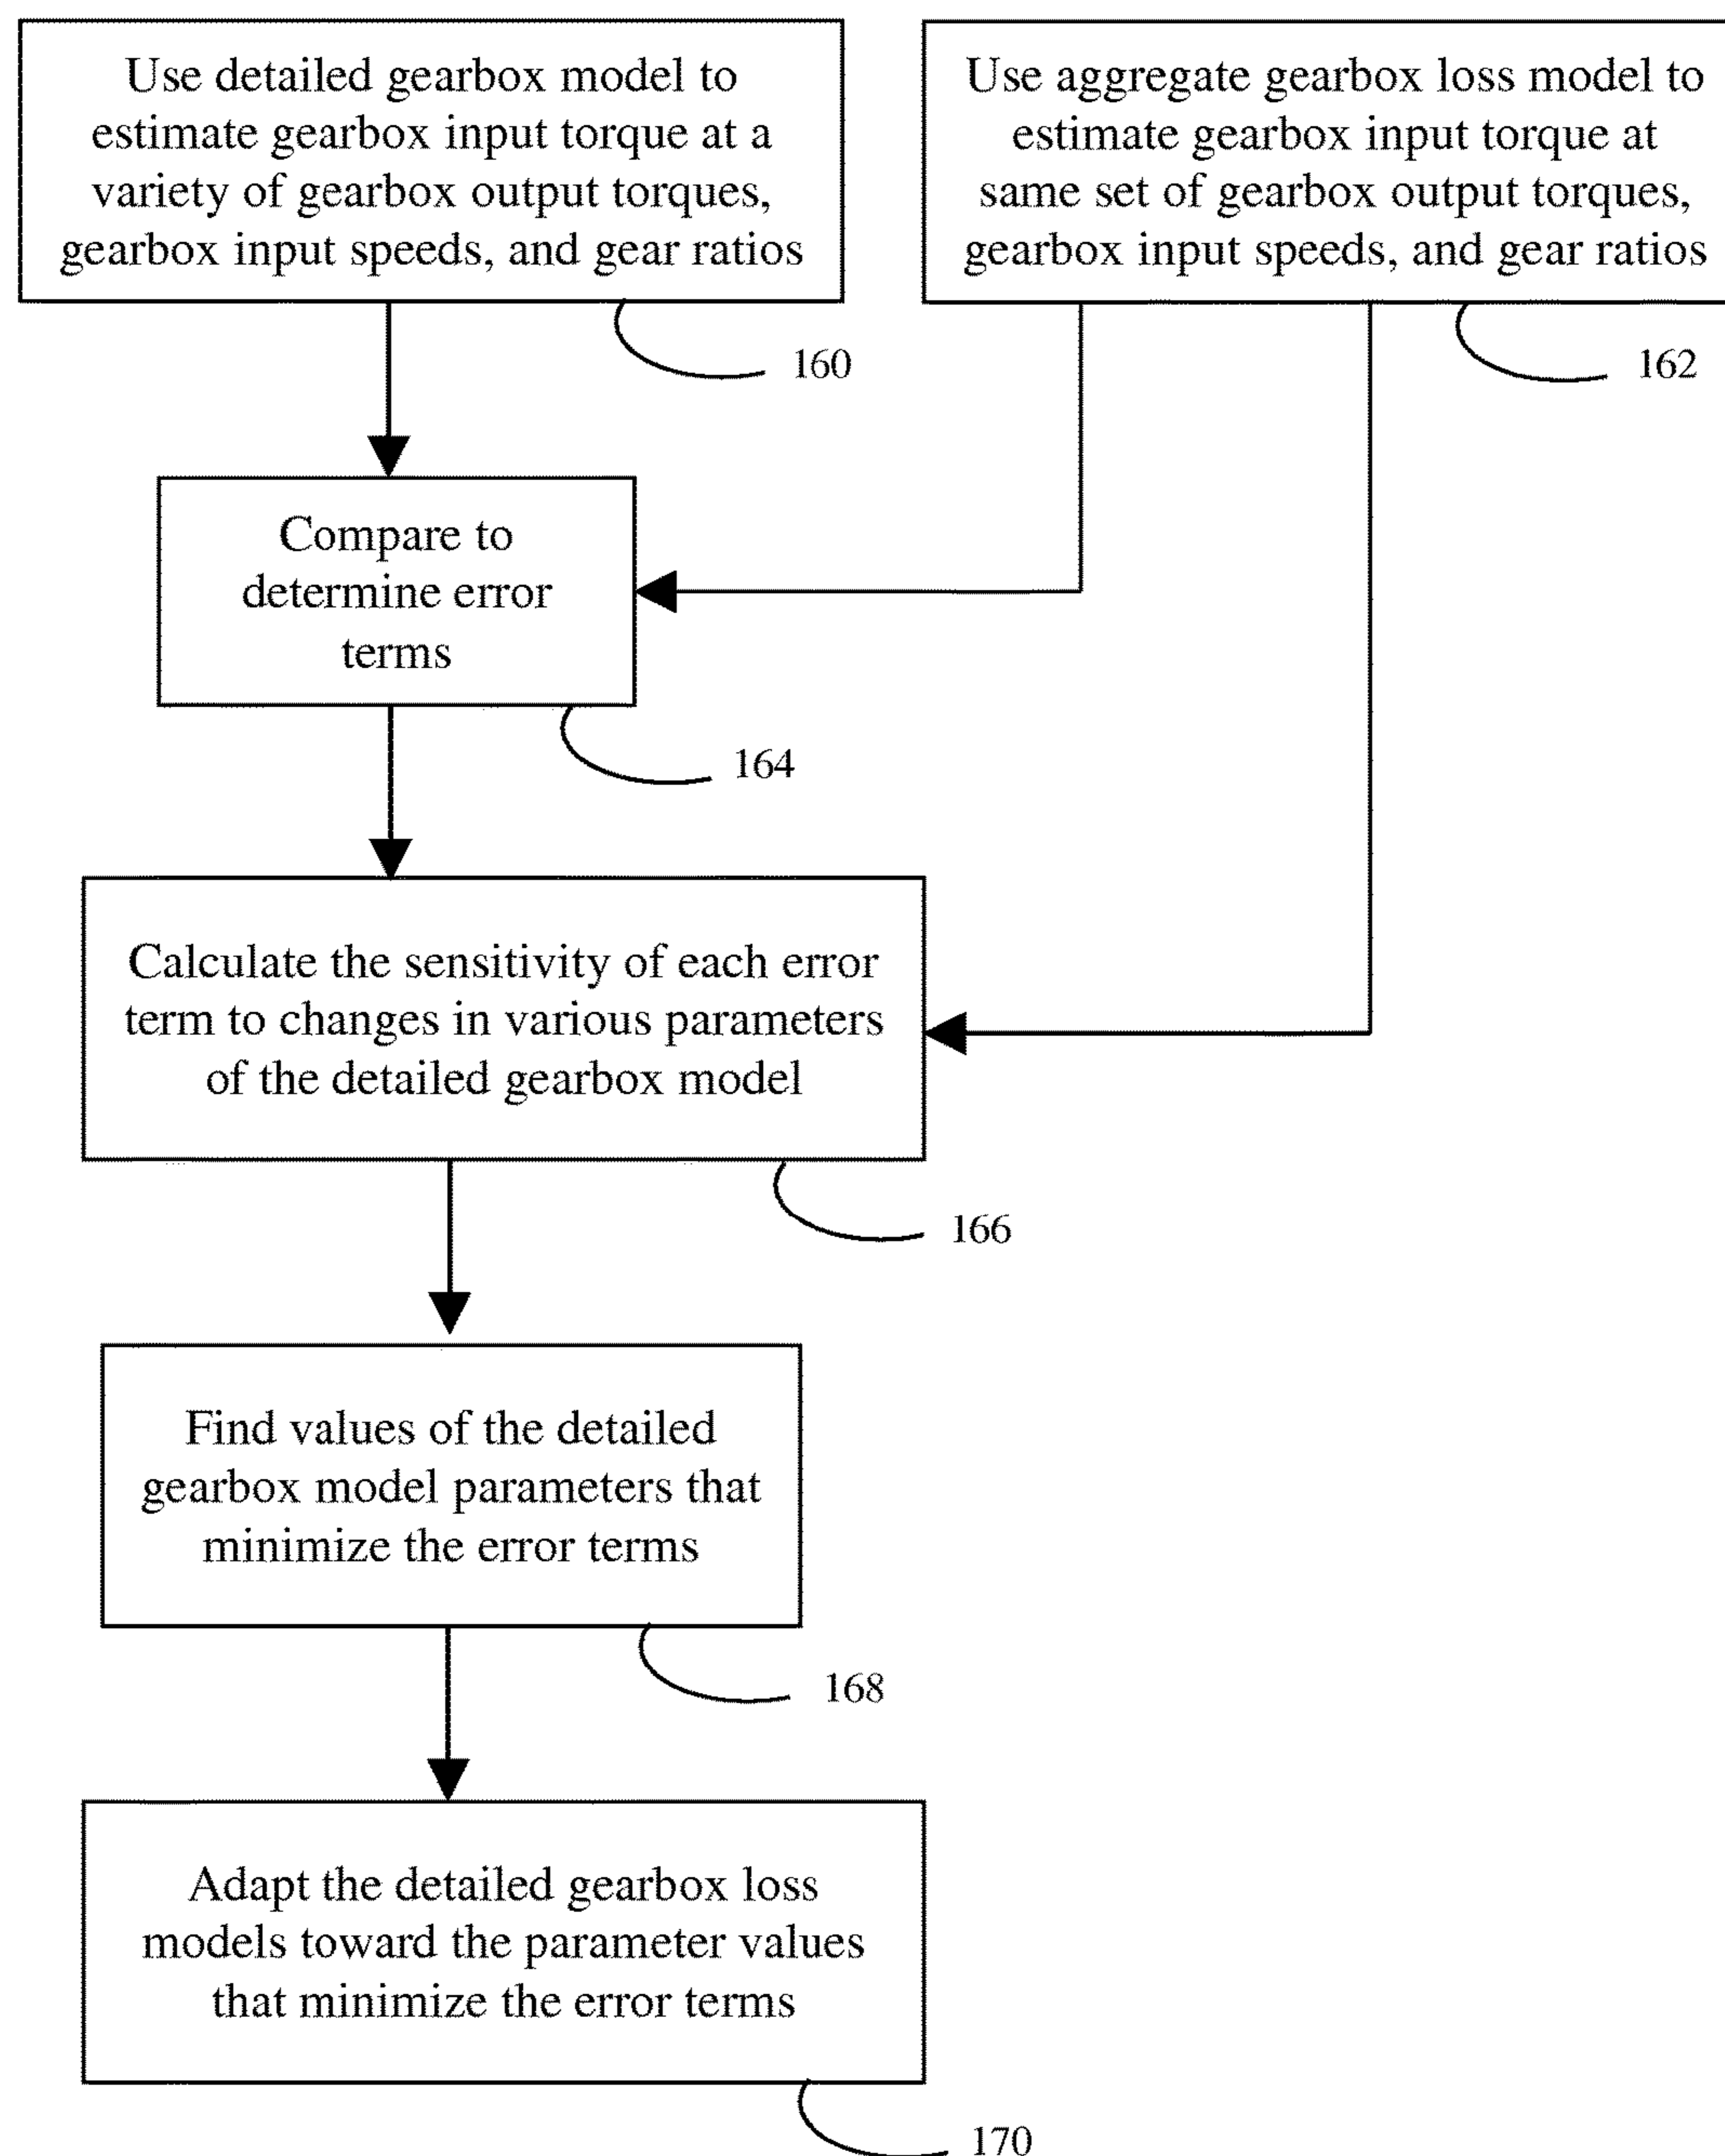 Use detailed gearbox model to
estimate gearbox input torque at a
variety of gearbox output torques,
gearbox input speeds, and gear ratios
160
Use aggregate gearbox loss model to
estimate gearbox input torque at
same set of gearbox output torques,
gearbox input speeds, and gear ratios
162
Compare to
determine error
terms
164
Calculate the sensitivity of each error
term to changes in various parameters
of the detailed gearbox model
166
Find values of the detailed
gearbox model parameters that
minimize the error terms
168
Adapt the detailed gearbox loss
models toward the parameter values
that minimize the error terms
170